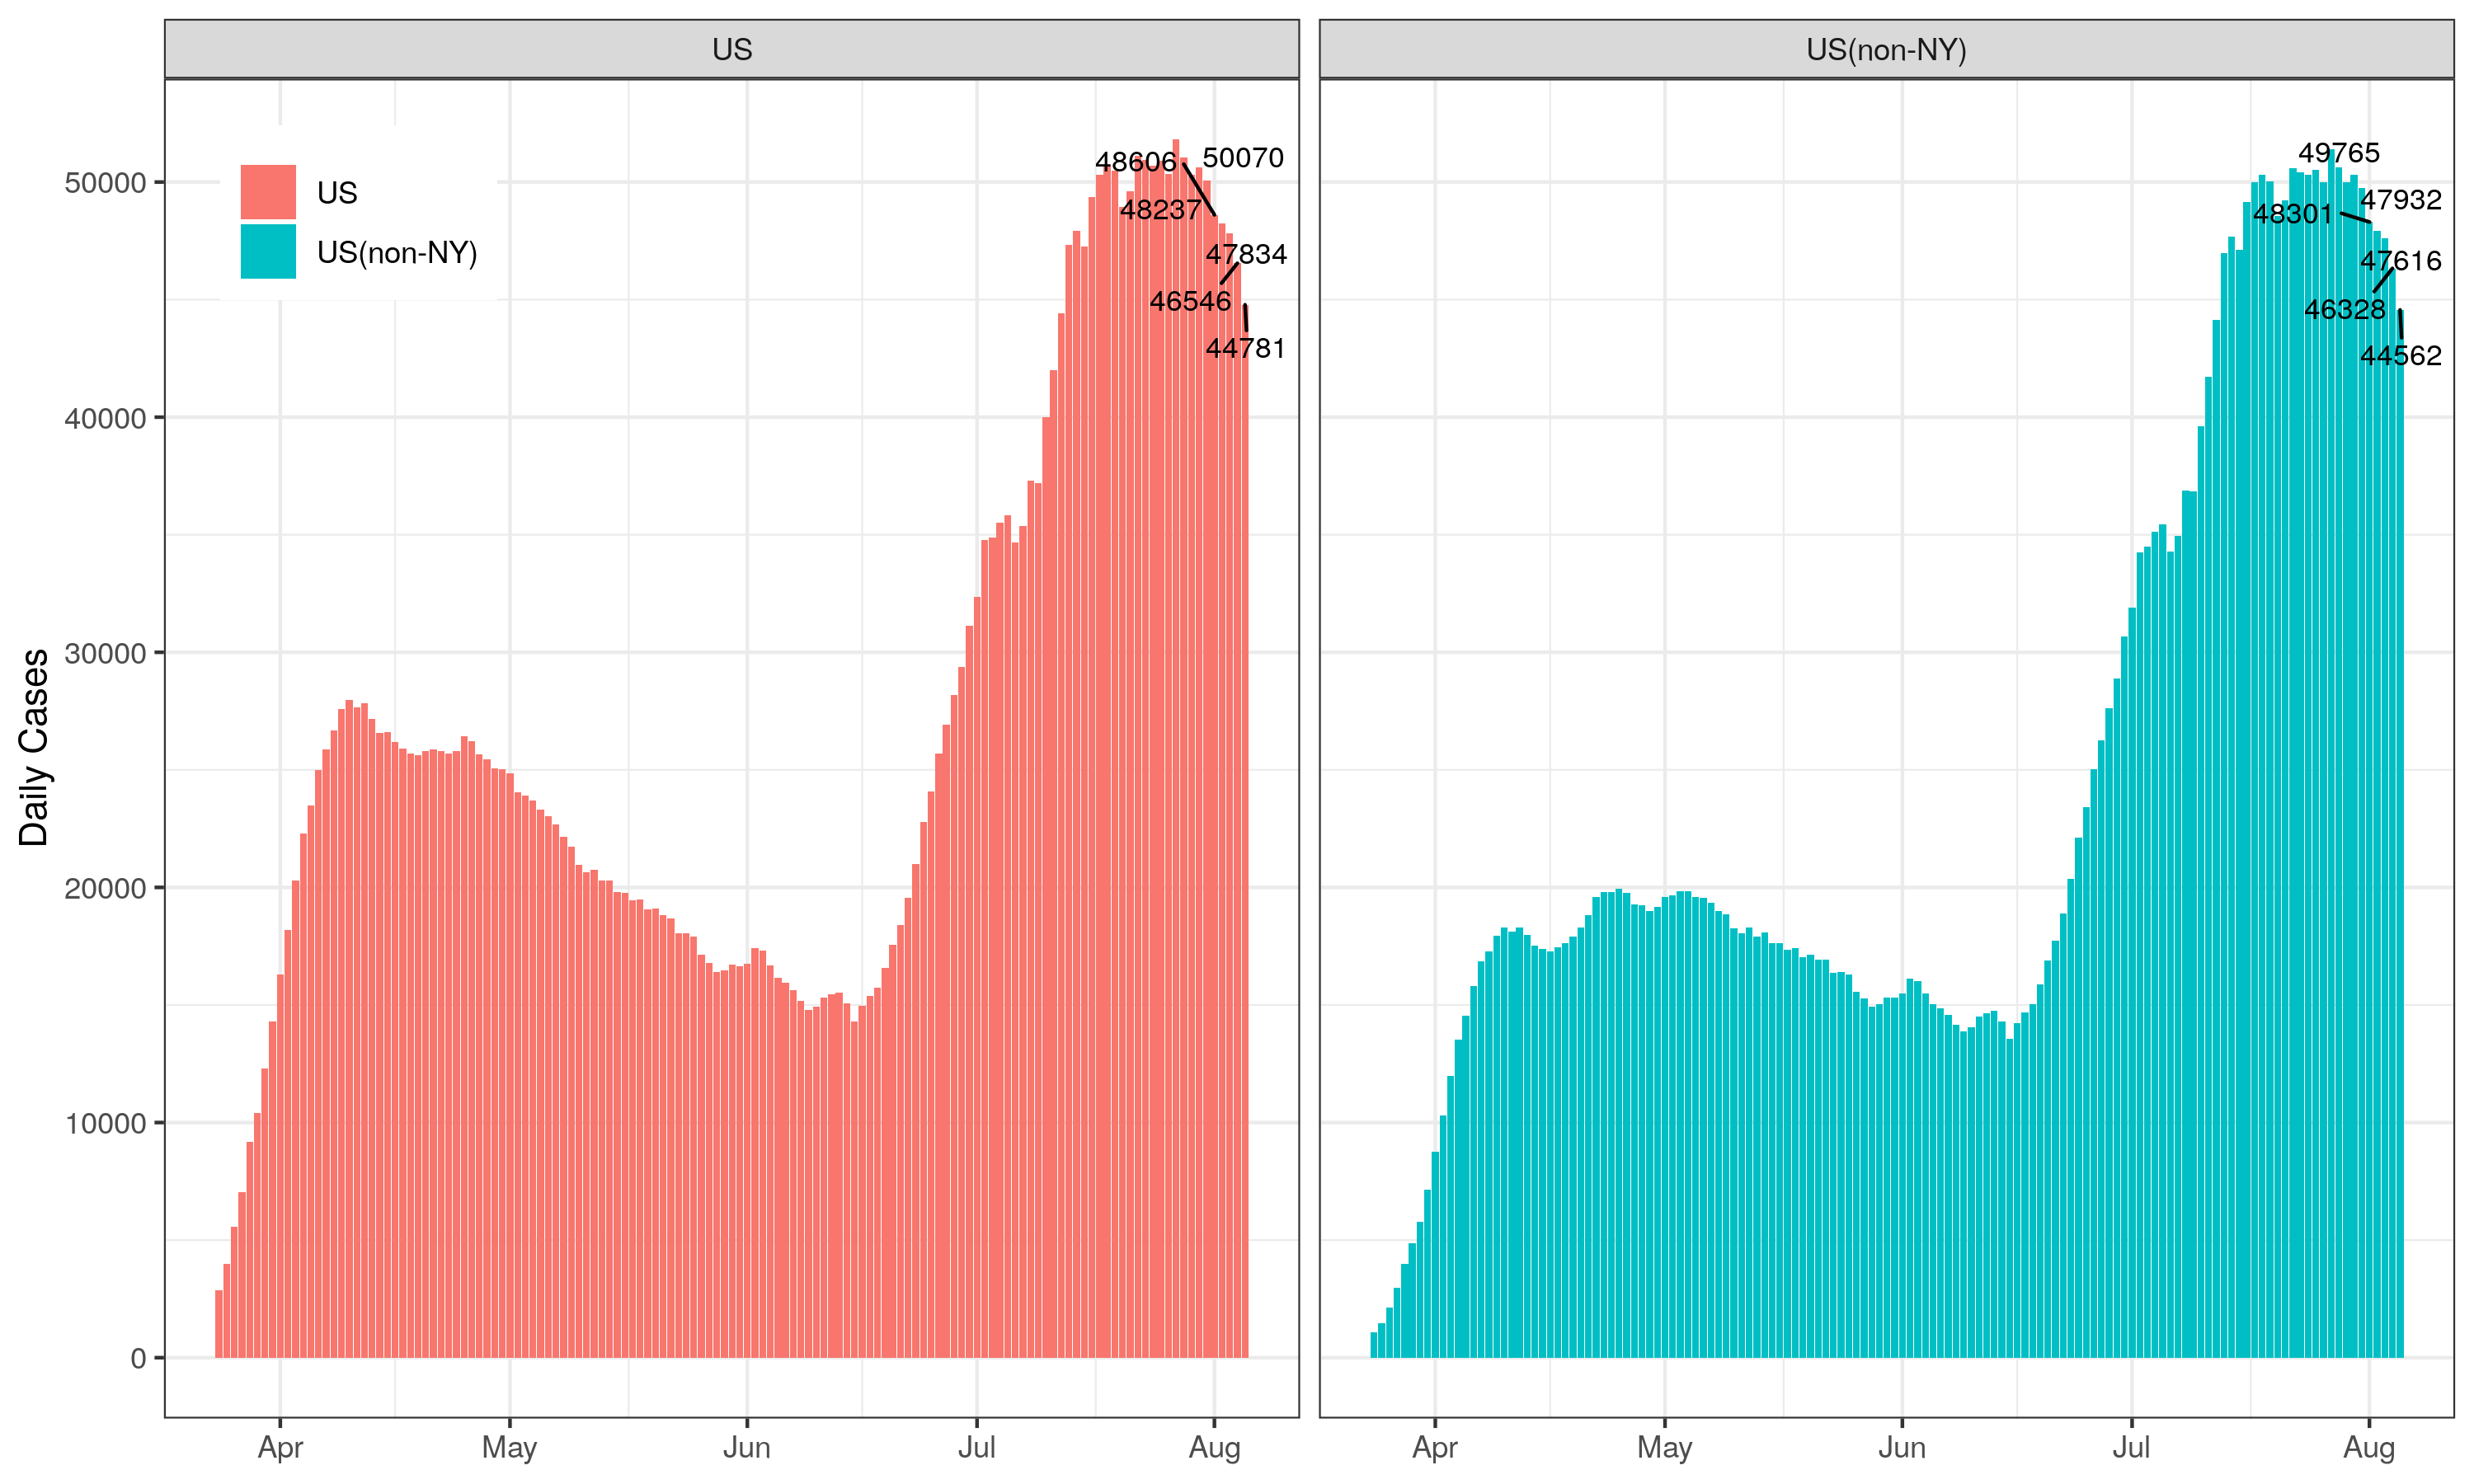 US
US(non-NY)
US
US(non-NY)
Daily Cases
50000
40000
30000
20000
10000
0
48606
50070
48237
47834
46546
44781
49765
47932
48301
47616
46328
44562
Apr
May
Jun
Jul
Aug
Apr
May
Jun
Jul
Aug